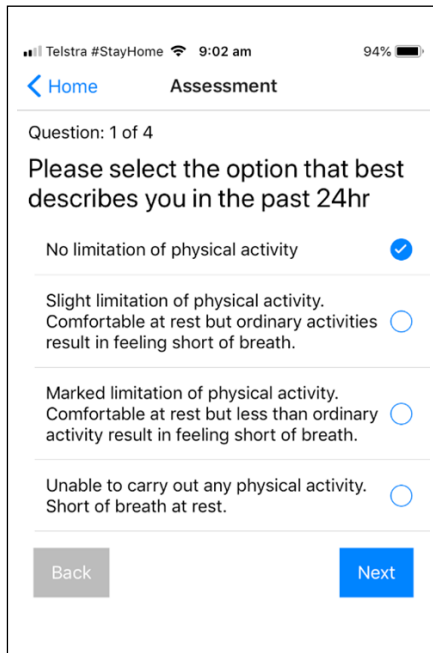 Telstra #StayHome 9:02 am 94%
Home Assessment
Question: 1 of 4
Please select the option that best
describes you in the past 24hr
No limitation of physical activity
Slight limitation of physical activity.
Comfortable at rest but ordinary activities
result in feeling short of breath.
Marked limitation of physical activity.
Comfortable at rest but less than ordinary
activity result in feeling short of breath.
Unable to carry out any physical activity.
Short of breath at rest.
Back Next